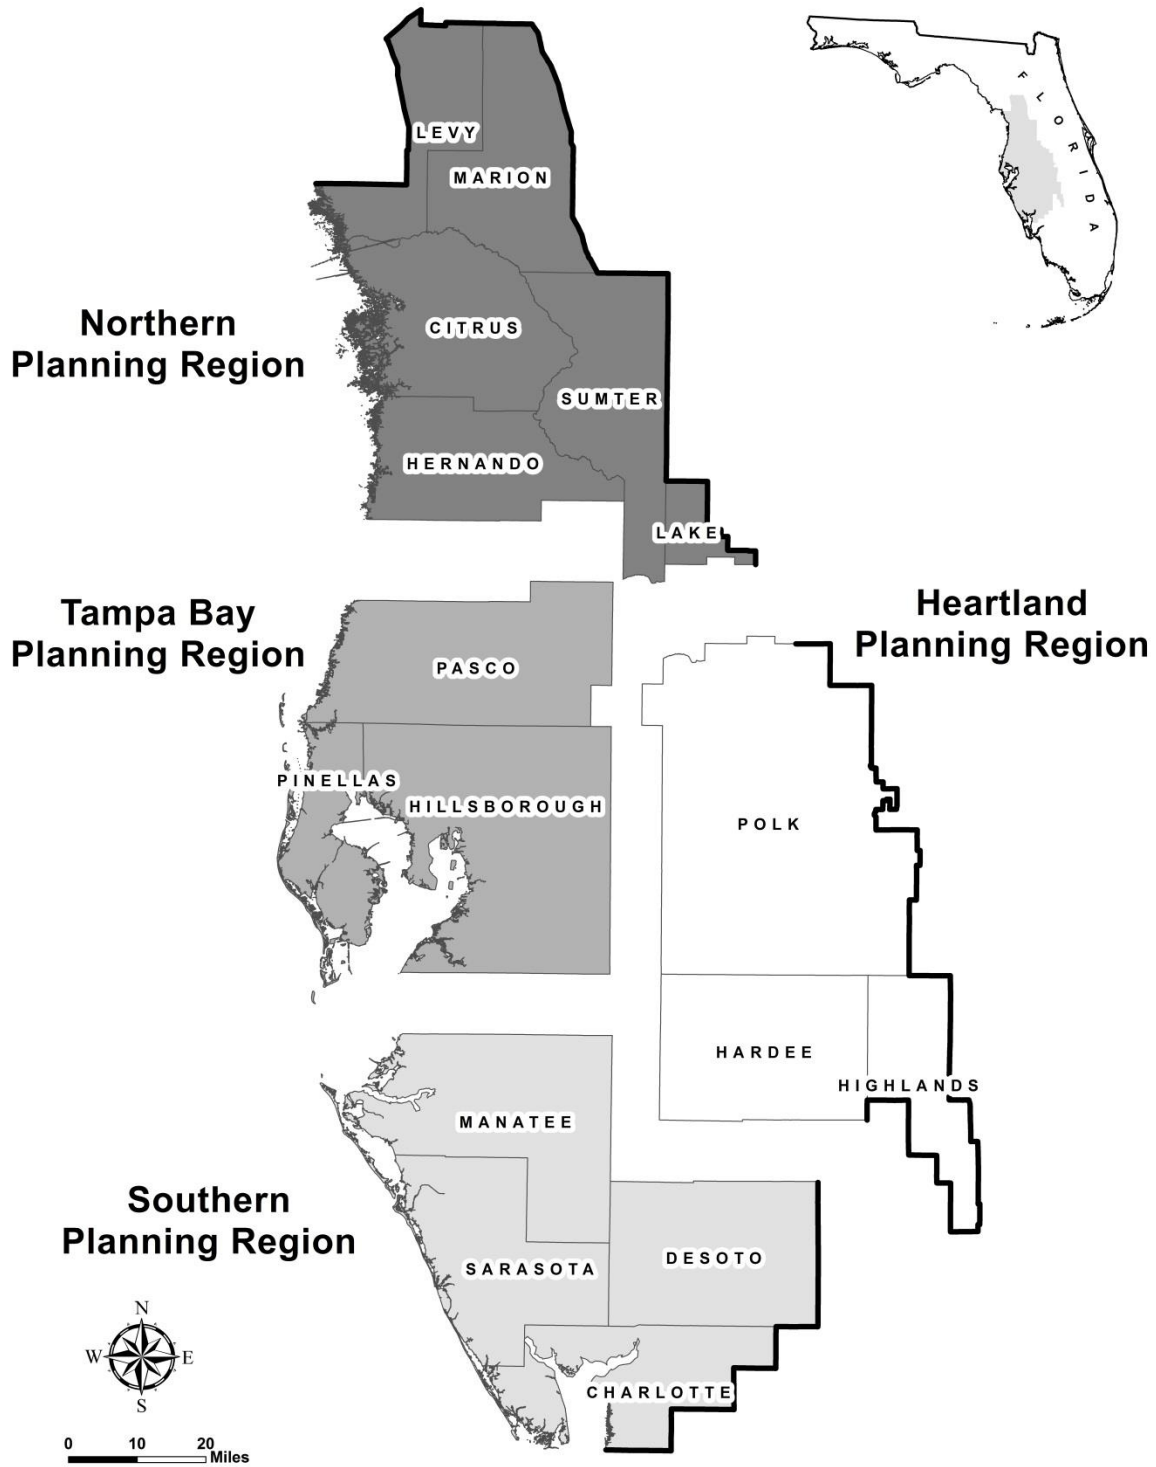 F L O R I D A
LEVY
MARION
Northern
Planning Region
CITRUS
SUMTER
HERNANDO
LAKE
Tampa Bay
Planning Region
Heartland
Planning Region
PASCO
PINELLAS
HILLSBOROUGH
POLK
HARDEE
HIGHLANDS
MANATEE
Southern
Planning Region
SARASOTA
DESOTO
CHARLOTTE
N
W E
S
0 10 20
Miles